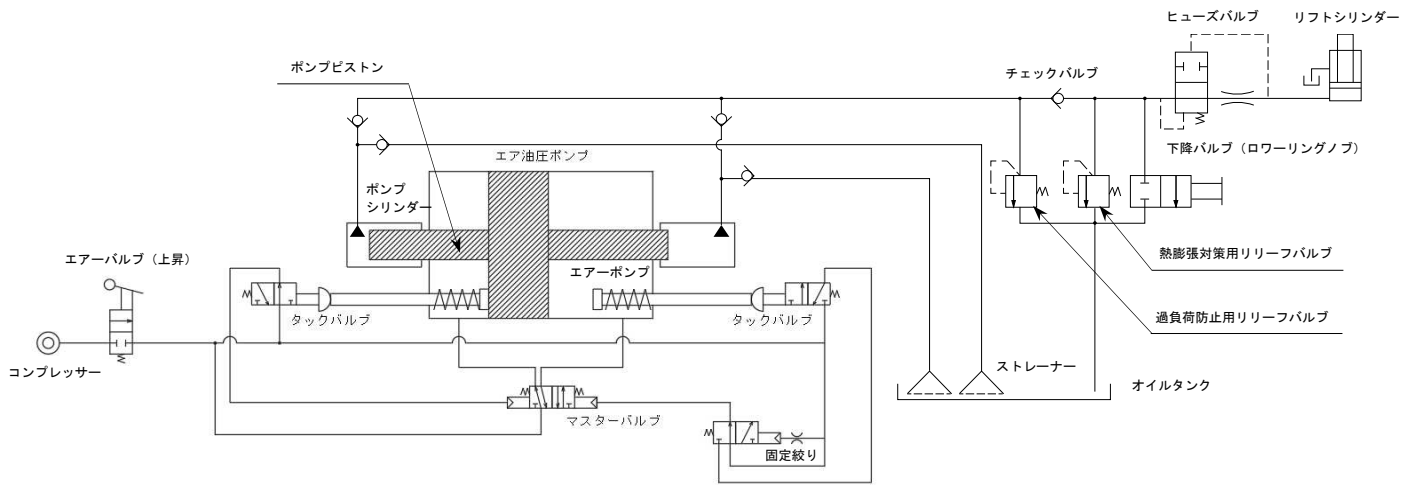 ヒューズバルブ
リフトシリンダー
ポンプピストン
チェックバルブ
エア油圧ポンプ
下降バルブ（ロワーリングノブ）
ポンプ
シリンダー
エアーバルブ（上昇）
エアーポンプ
熱膨張対策用リリーフバルブ
タックバルブ
タックバルブ
過負荷防止用リリーフバルブ
コンプレッサー
ストレーナー
オイルタンク
マスターバルブ
固定絞り